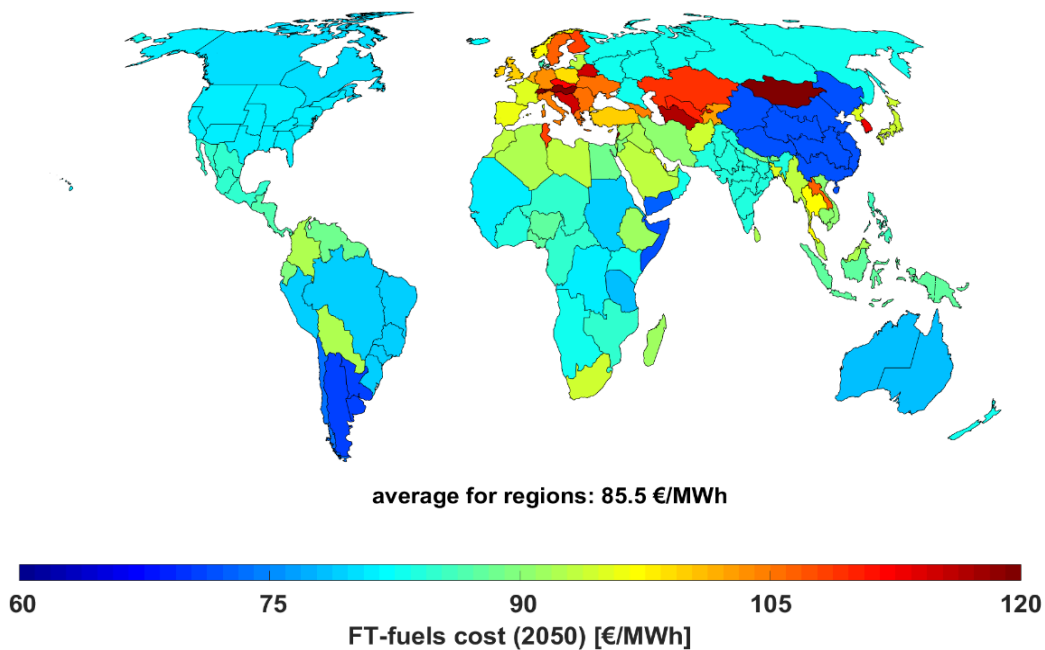 average for regions: 85.5 €/MWh
60 75 90 105 120
FT-fuels cost (2050) [€/MWh]